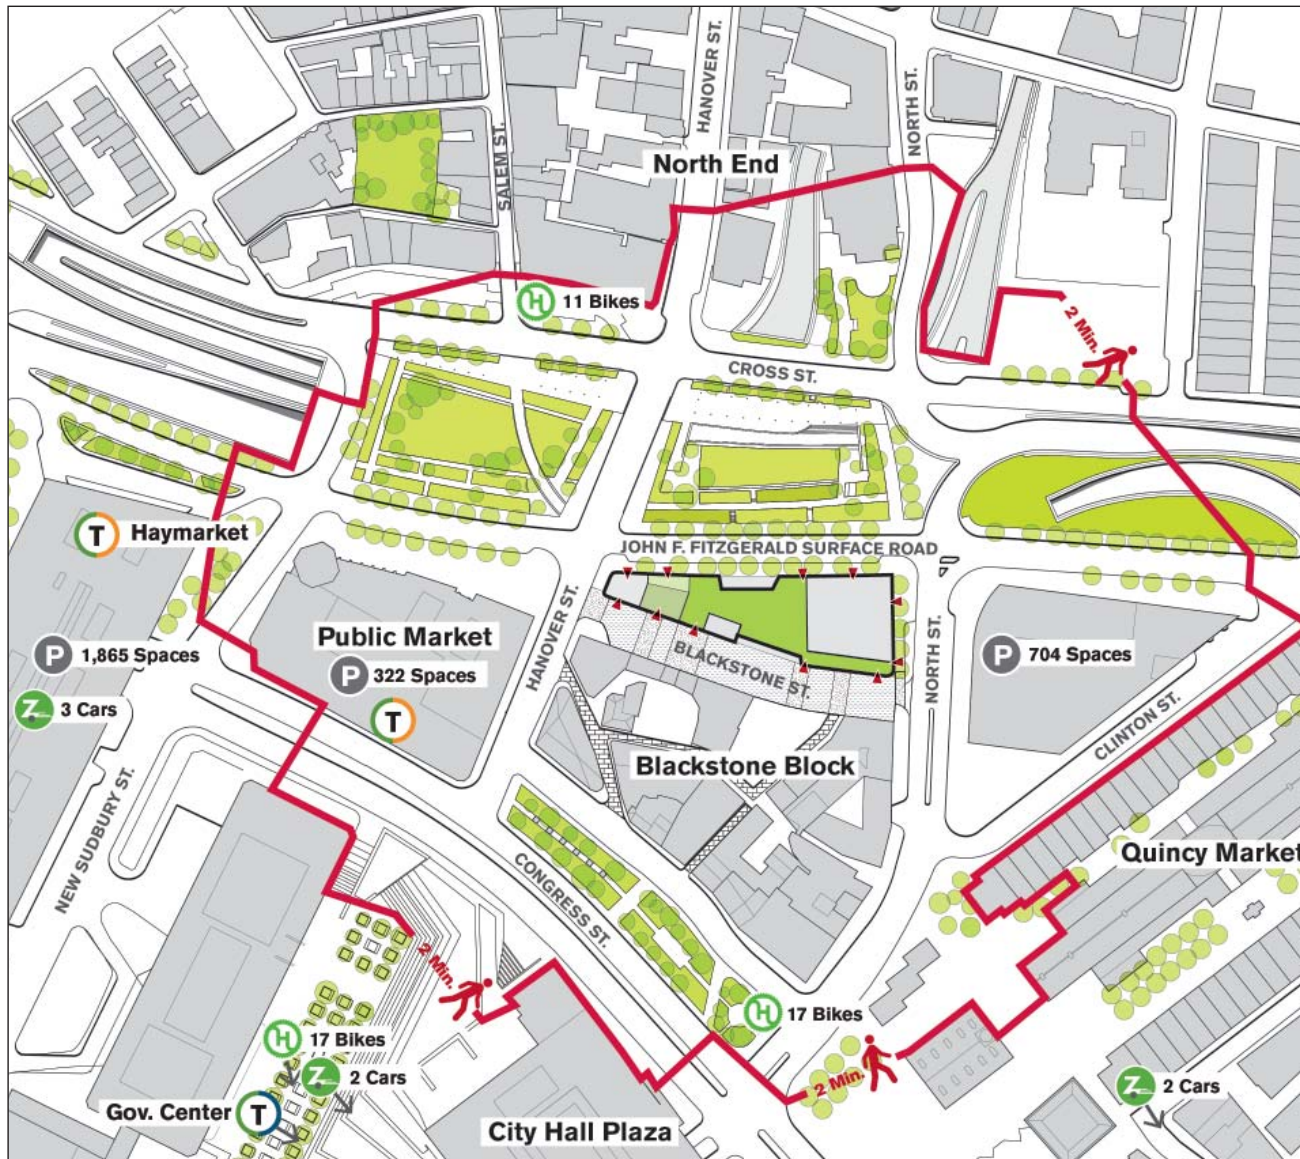 HANOVER ST.
NORTH ST.
SALEM ST.
North End
H 11 Bikes
2 Min.
CROSS ST.
T Haymarket
JOHN F. FITZGERALD SURFACE ROAD
Public Market
P 322 Spaces
T
HANOVER ST.
BLACKSTONE ST.
NORTH ST.
P 704 Spaces
P 1,865 Spaces
Z 3 Cars
CLINTON ST.
Blackstone Block
NEW SUDBURY ST.
CONGRESS ST.
Quincy Market
2 Min.
H 17 Bikes
H 17 Bikes
Z 2 Cars
2 Min.
Z 2 Cars
Gov. Center T
City Hall Plaza